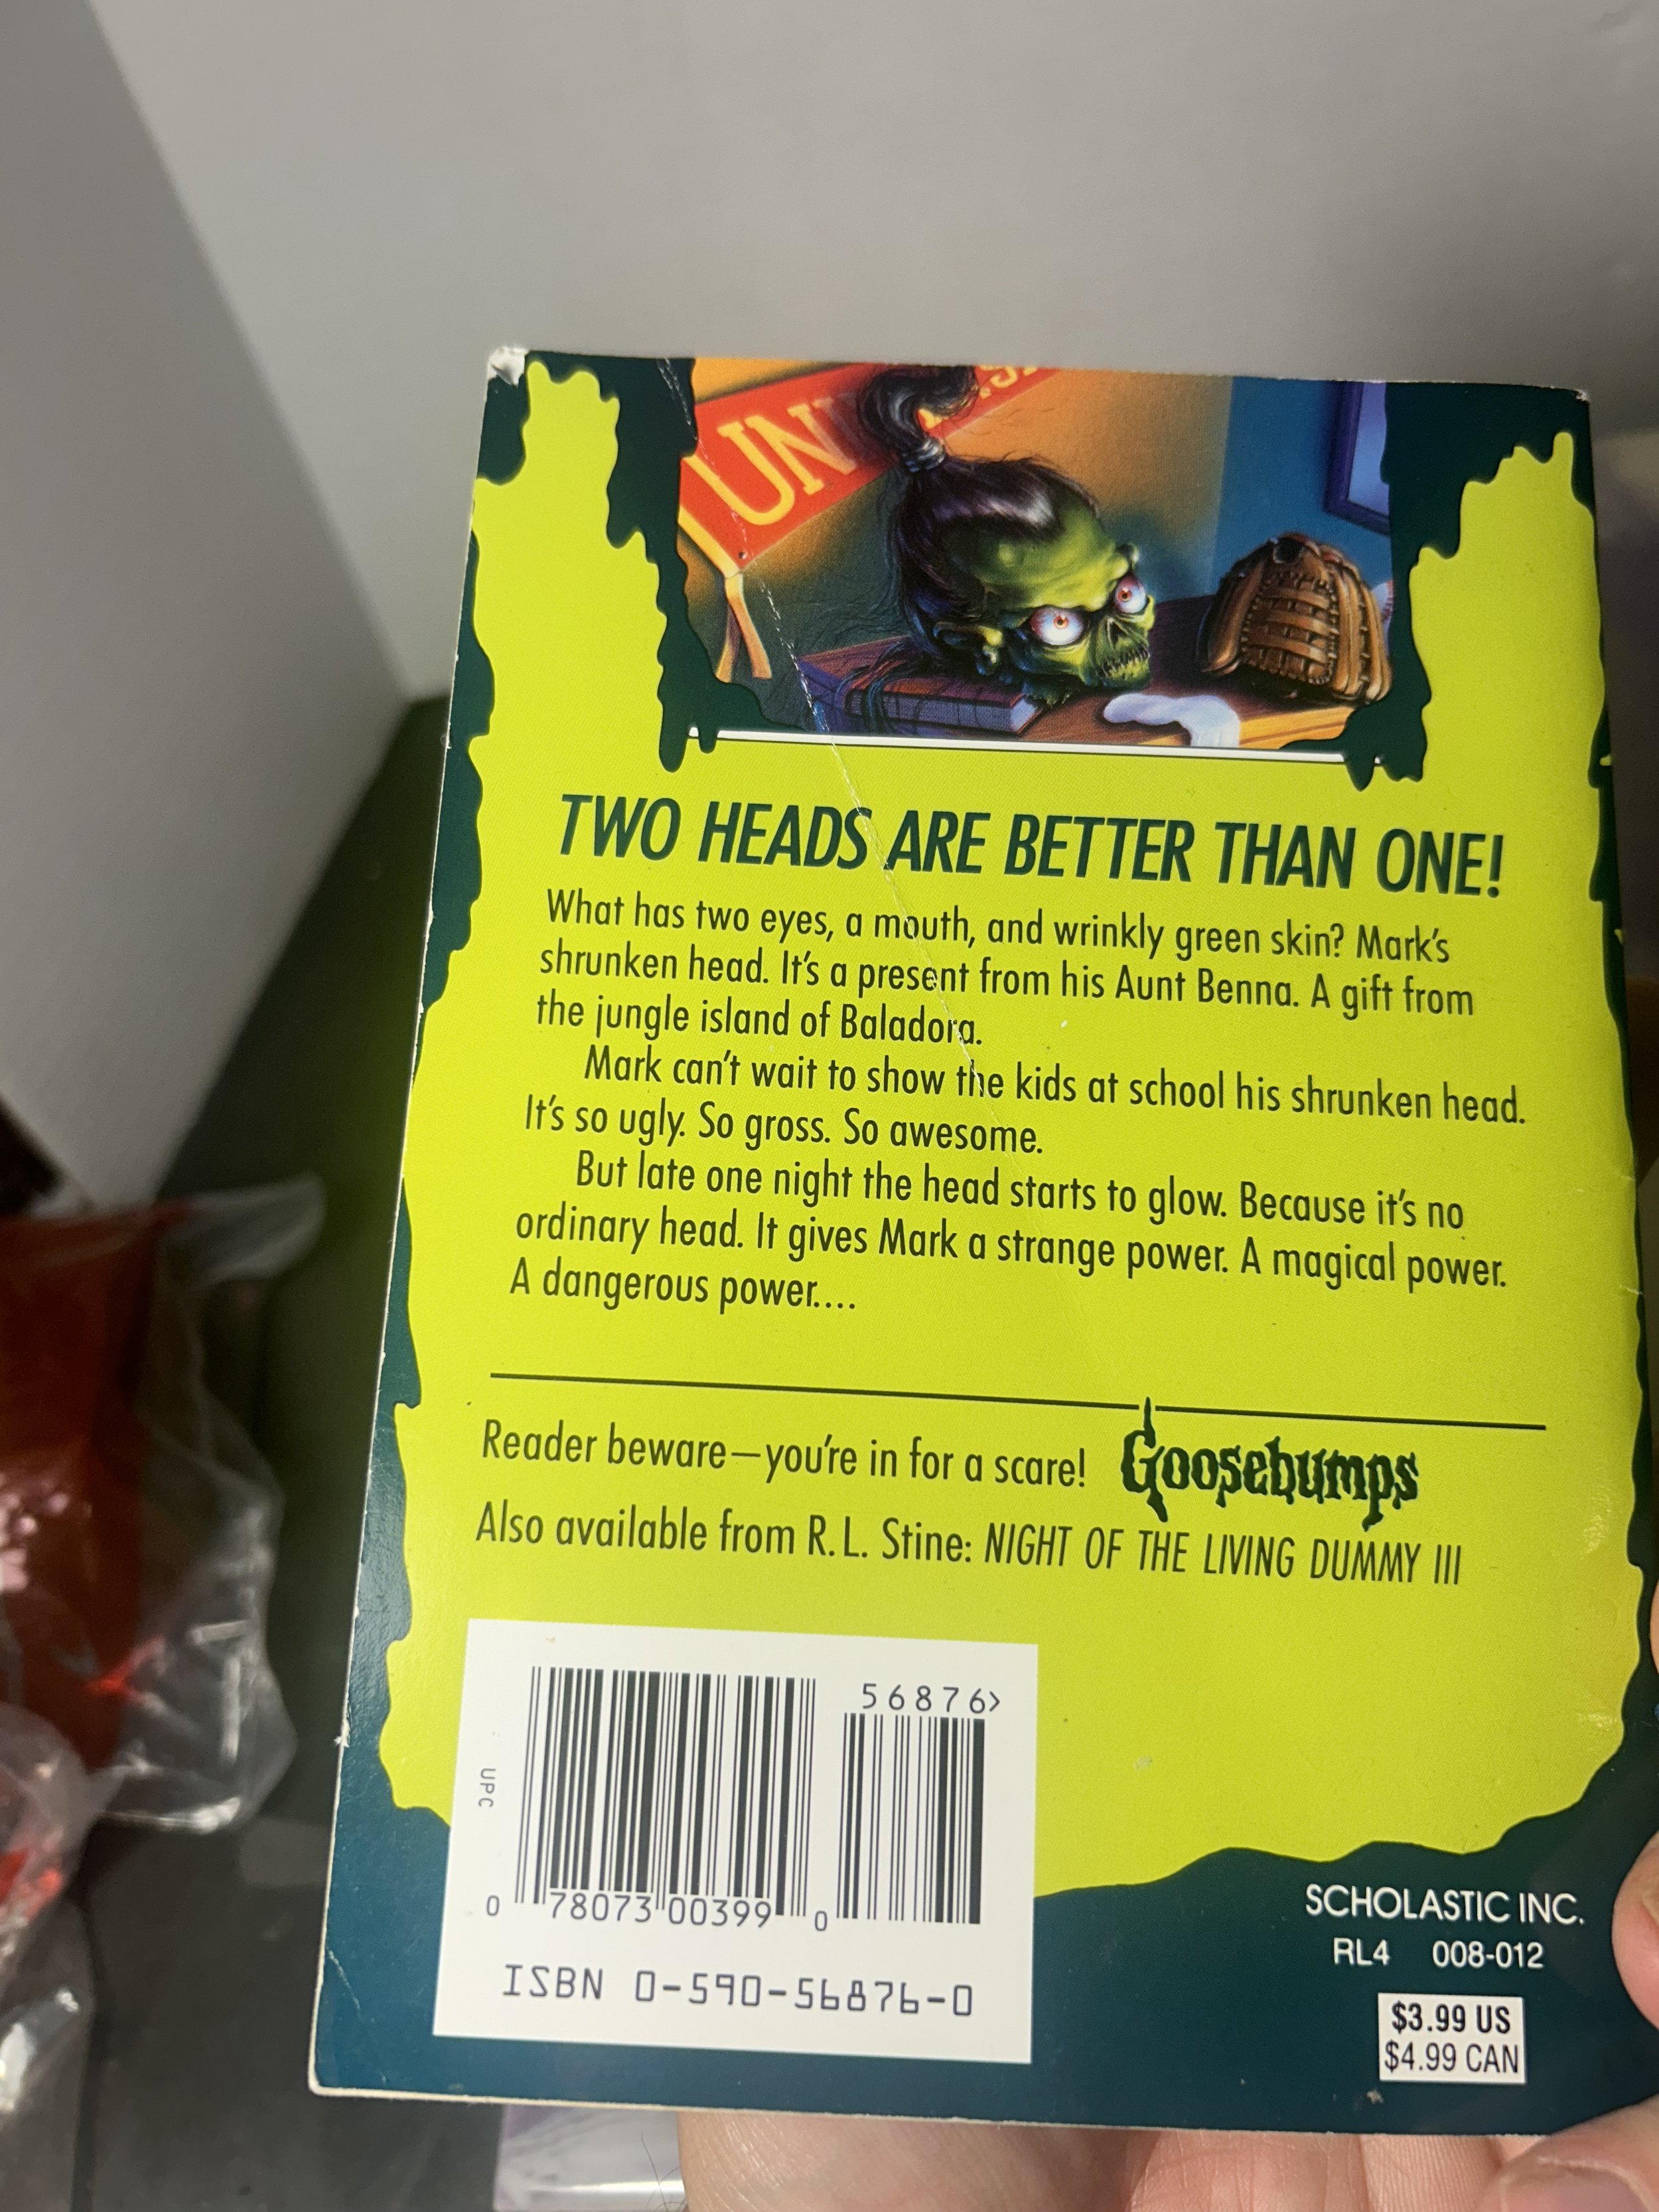 UN
TWO HEADS ARE BETTER THAN ONE!
What has two eyes, a mouth, and wrinkly green skin? Mark's
shrunken head. It's a present from his Aunt Benna. A gift from
the jungle island of Baladora.
Mark can't wait to show the kids at school his shrunken head.
It's so ugly. So gross. So awesome.
But late one night the head starts to glow. Because it's no
ordinary head. It gives Mark a strange power. A magical power.
A dangerous power....
Reader beware—you're in for a scare! Goosebumps
Also available from R.L. Stine: NIGHT OF THE LIVING DUMMY III
56876>
UPC
0 78073 00399 0
ISBN 0-590-56876-0
SCHOLASTIC INC.
RL4 008-012
$3.99 US
$4.99 CAN